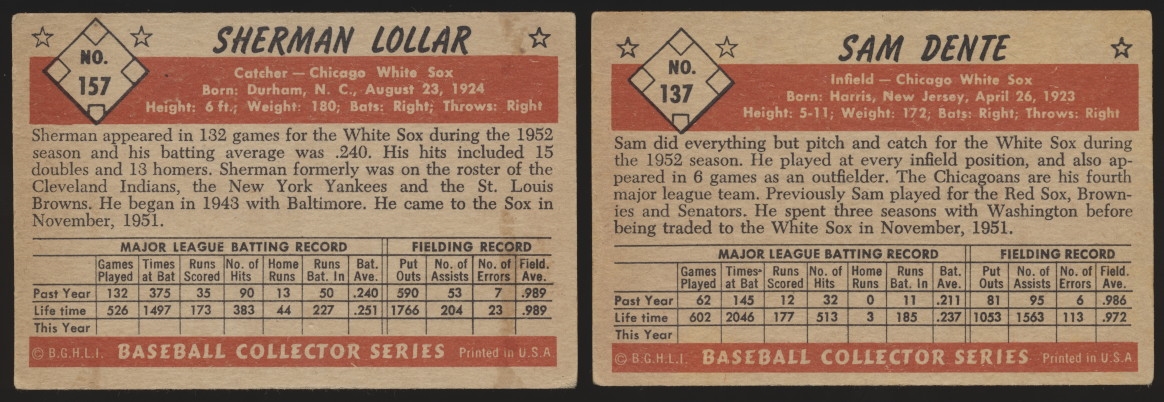 NO.
157
SHERMAN LOLLAR
Catcher — Chicago White Sox
Born: Durham, N. C., August 23, 1924
Height: 6 ft.; Weight: 180; Bats: Right; Throws: Right
Sherman appeared in 132 games for the White Sox during the 1952
season and his batting average was .240. His hits included 15
doubles and 13 homers. Sherman formerly was on the roster of the
Cleveland Indians, the New York Yankees and the St. Louis
Browns. He began in 1943 with Baltimore. He came to the Sox in
November, 1951.
MAJOR LEAGUE BATTING RECORD FIELDING RECORD
Games Times Runs No. of Home Runs Bat. Put No. of No. of Field.
Played at Bat Scored Hits Runs Bat. In Ave. Outs Assists Errors Ave.
Past Year 132 375 35 90 13 50 .240 590 53 7 .989
Life time 526 1497 173 383 44 227 .251 1766 204 23 .989
This Year
© B.G.H.L.I. BASEBALL COLLECTOR SERIES Printed in U.S.A
NO.
137
SAM DENTE
Infield — Chicago White Sox
Born: Harris, New Jersey, April 26, 1923
Height: 5-11; Weight: 172; Bats: Right; Throws: Right
Sam did everything but pitch and catch for the White Sox during
the 1952 season. He played at every infield position, and also ap-
peared in 6 games as an outfielder. The Chicagoans are his fourth
major league team. Previously Sam played for the Red Sox, Brown-
ies and Senators. He spent three seasons with Washington before
being traded to the White Sox in November, 1951.
MAJOR LEAGUE BATTING RECORD FIELDING RECORD
Games Times Runs No. of Home Runs Bat. Put No. of No. of Field.
Played at Bat Scored Hits Runs Bat. In Ave. Outs Assists Errors Ave.
Past Year 62 145 12 32 0 11 .211 81 95 6 .986
Life time 602 2046 177 513 3 185 .237 1053 1563 113 .972
This Year
© B.G.H.L.I. BASEBALL COLLECTOR SERIES Printed in U.S.A